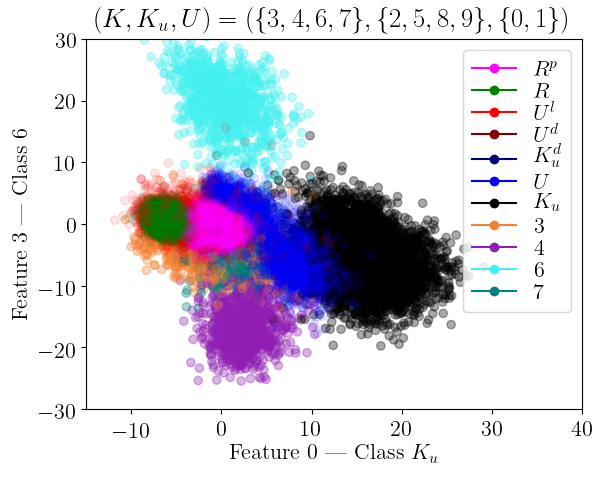 (K, K_u, U) = ({3, 4, 6, 7}, {2, 5, 8, 9}, {0, 1})
30
20
10
0
−10
−20
−30
Feature 3 — Class 6
−10 0 10 20 30 40
Feature 0 — Class K_u
R^p
R
U^l
U^d
K_u^d
U
K_u
3
4
6
7